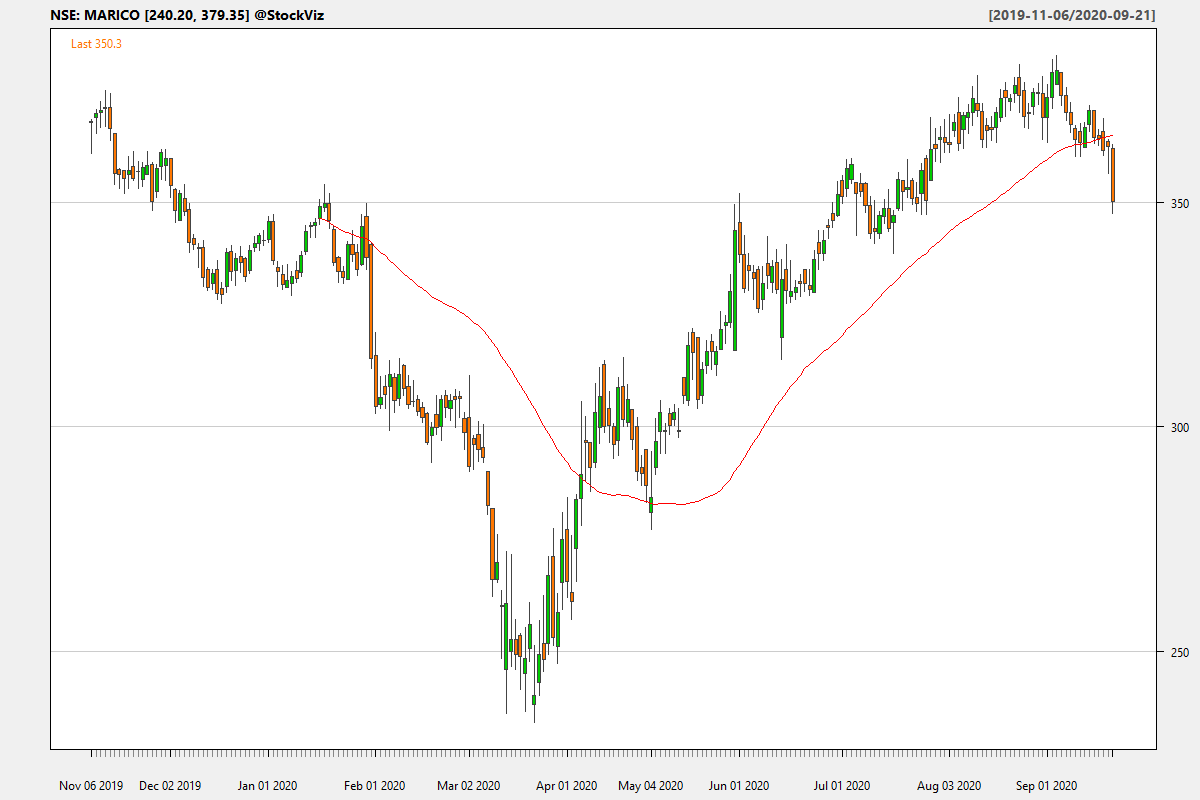 NSE: MARICO [240.20, 379.35] @StockViz [2019-11-06/2020-09-21]
Last 350.3
350
300
250
Nov 06 2019 Dec 02 2019 Jan 01 2020 Feb 01 2020 Mar 02 2020 Apr 01 2020 May 04 2020 Jun 01 2020 Jul 01 2020 Aug 03 2020 Sep 01 2020